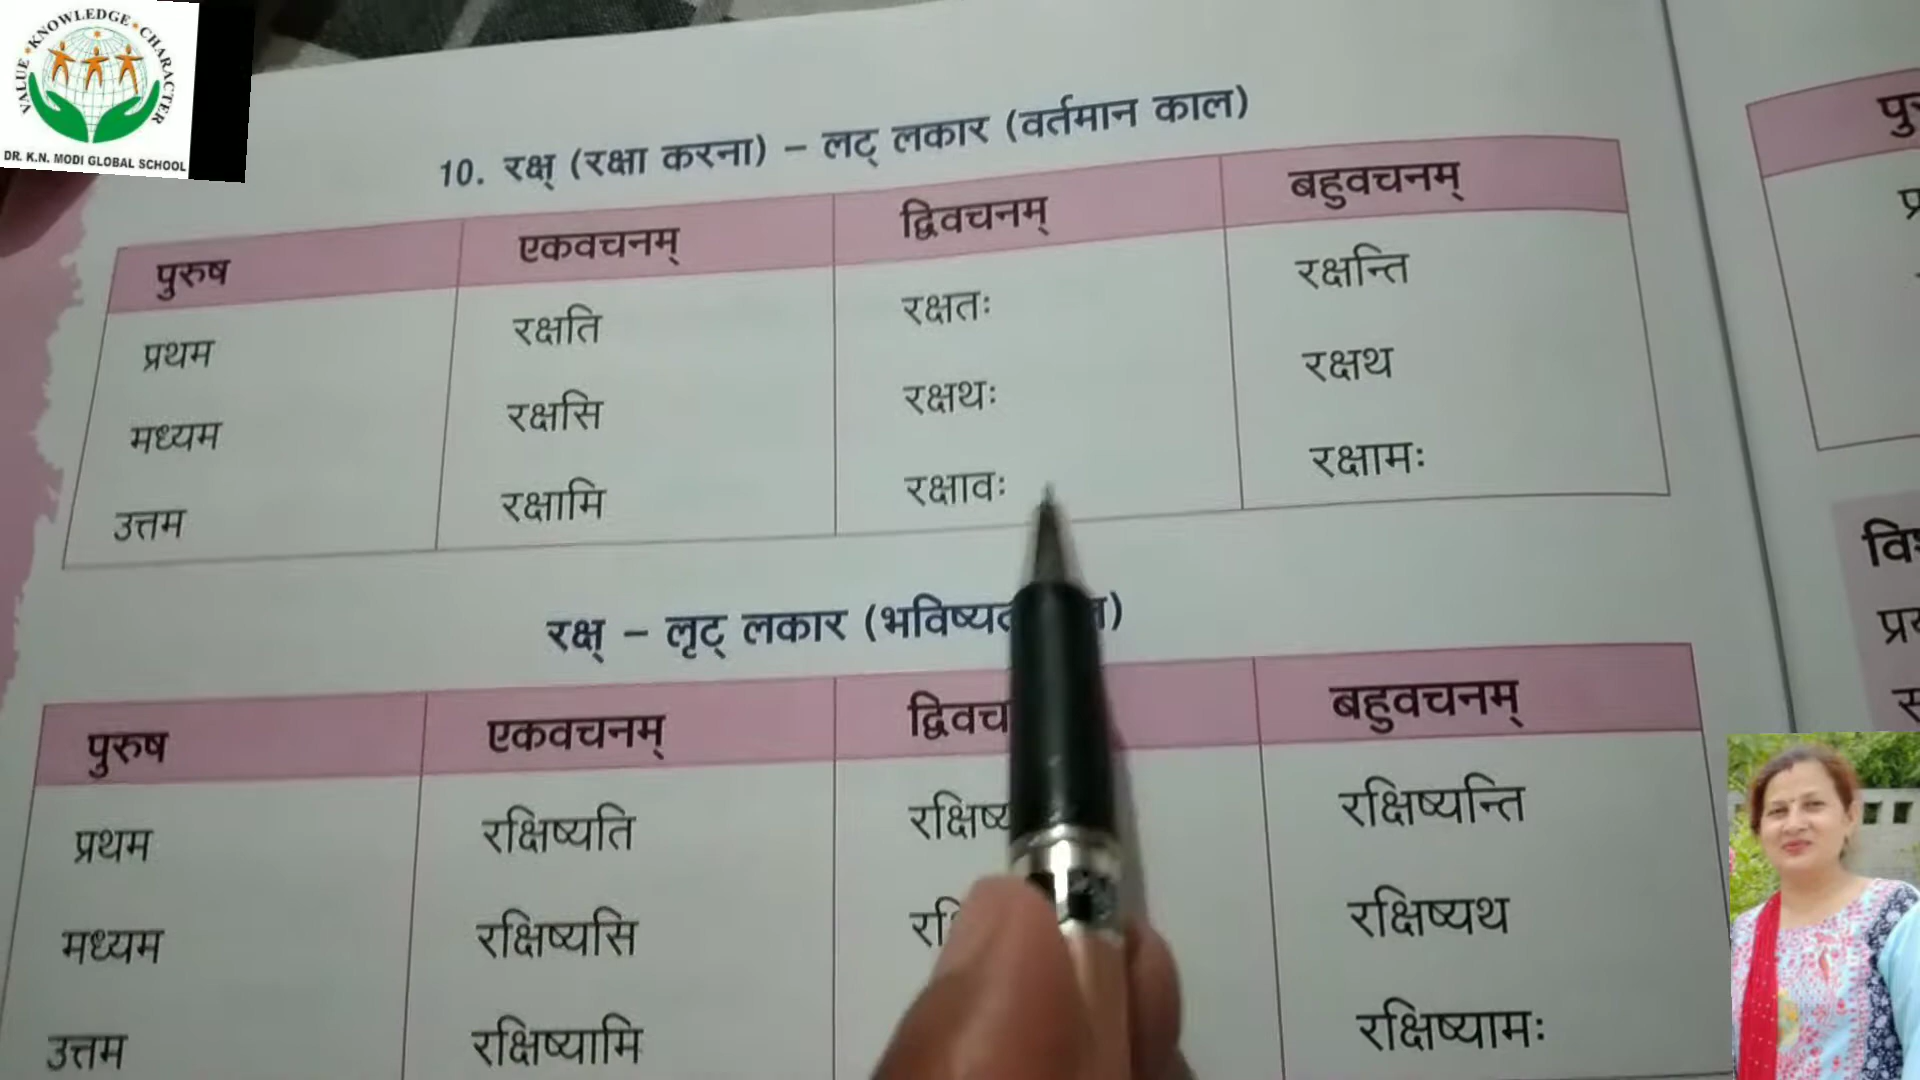 VALUE • KNOWLEDGE • CHARACTER
DR. K.N. MODI GLOBAL SCHOOL
10. रक्ष् (रक्षा करना) – लट् लकार (वर्तमान काल)
पुरुष एकवचनम् द्विवचनम् बहुवचनम्
प्रथम रक्षति रक्षतः रक्षन्ति
मध्यम रक्षसि रक्षथः रक्षथ
उत्तम रक्षामि रक्षावः रक्षामः
रक्ष् – लृट् लकार
पुरुष एकवचनम् बहुवचनम्
प्रथम रक्षिष्यति रक्षिष्यन्ति
मध्यम रक्षिष्यसि रक्षिष्यथ
उत्तम रक्षिष्यामि रक्षिष्यामः